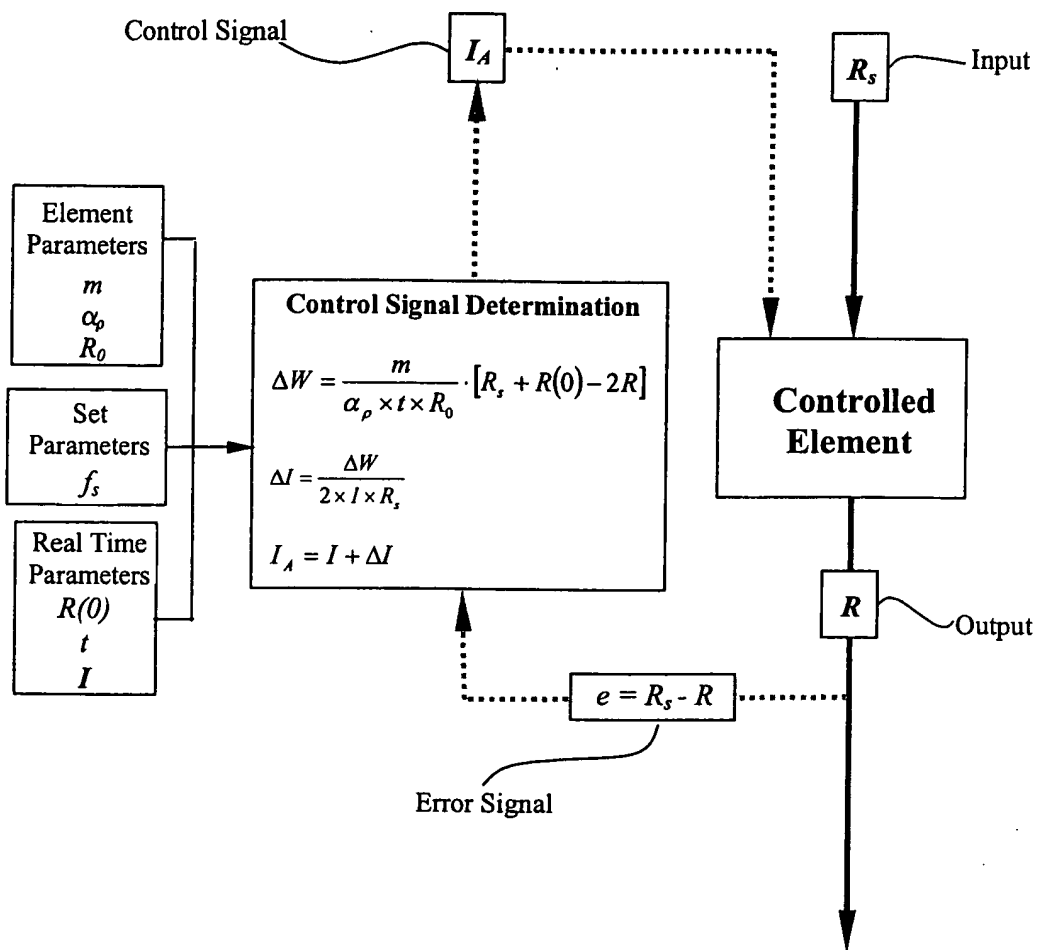 Control Signal
I_A
R_s
Input
Element
Parameters
m
α_ρ
R_0
Set
Parameters
f_s
Real Time
Parameters
R(0)
t
I
Control Signal Determination
ΔW = m / (α_ρ × t × R_0) · [R_s + R(0) − 2R]
ΔI = ΔW / (2 × I × R_s)
I_A = I + ΔI
Controlled
Element
R
Output
e = R_s - R
Error Signal